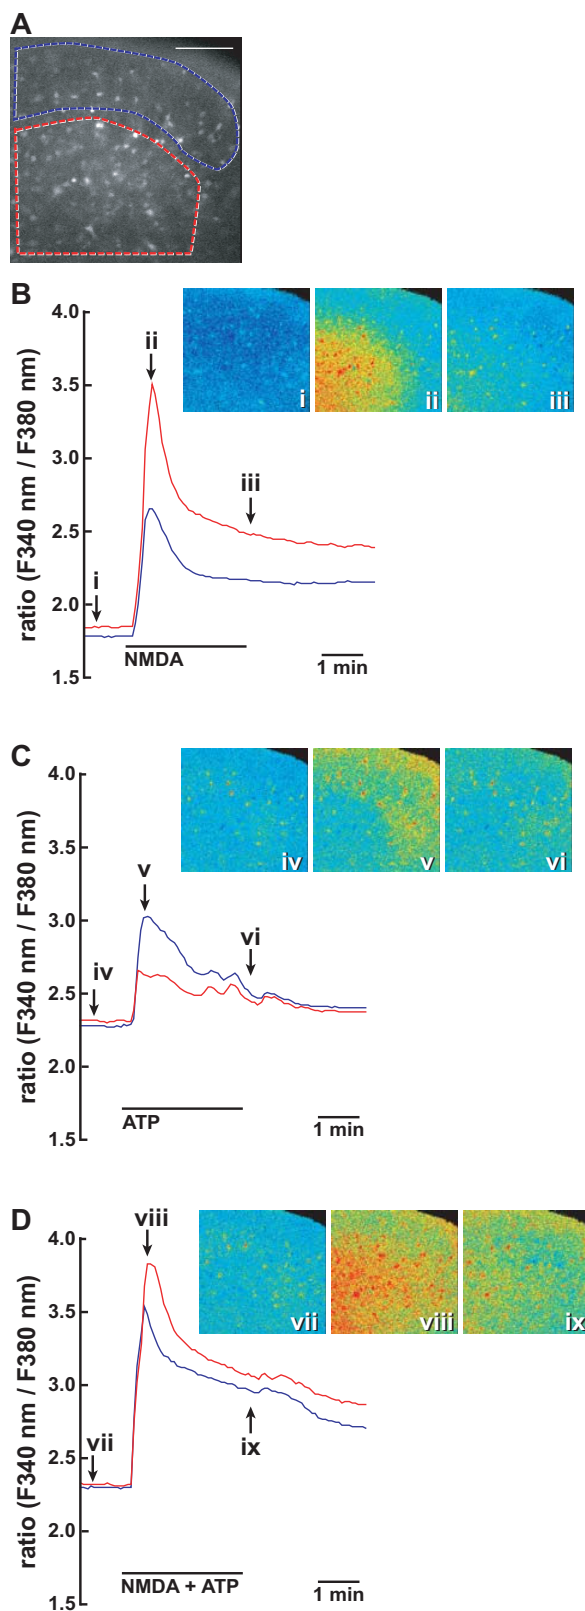 A
B
ratio (F340 nm / F380 nm)
4.0
3.5
3.0
2.5
2.0
1.5
i
ii
iii
i
ii
iii
NMDA
1 min
C
ratio (F340 nm / F380 nm)
4.0
3.5
3.0
2.5
2.0
1.5
iv
v
vi
iv
v
vi
ATP
1 min
D
ratio (F340 nm / F380 nm)
4.0
3.5
3.0
2.5
2.0
1.5
vii
viii
ix
vii
viii
ix
NMDA + ATP
1 min